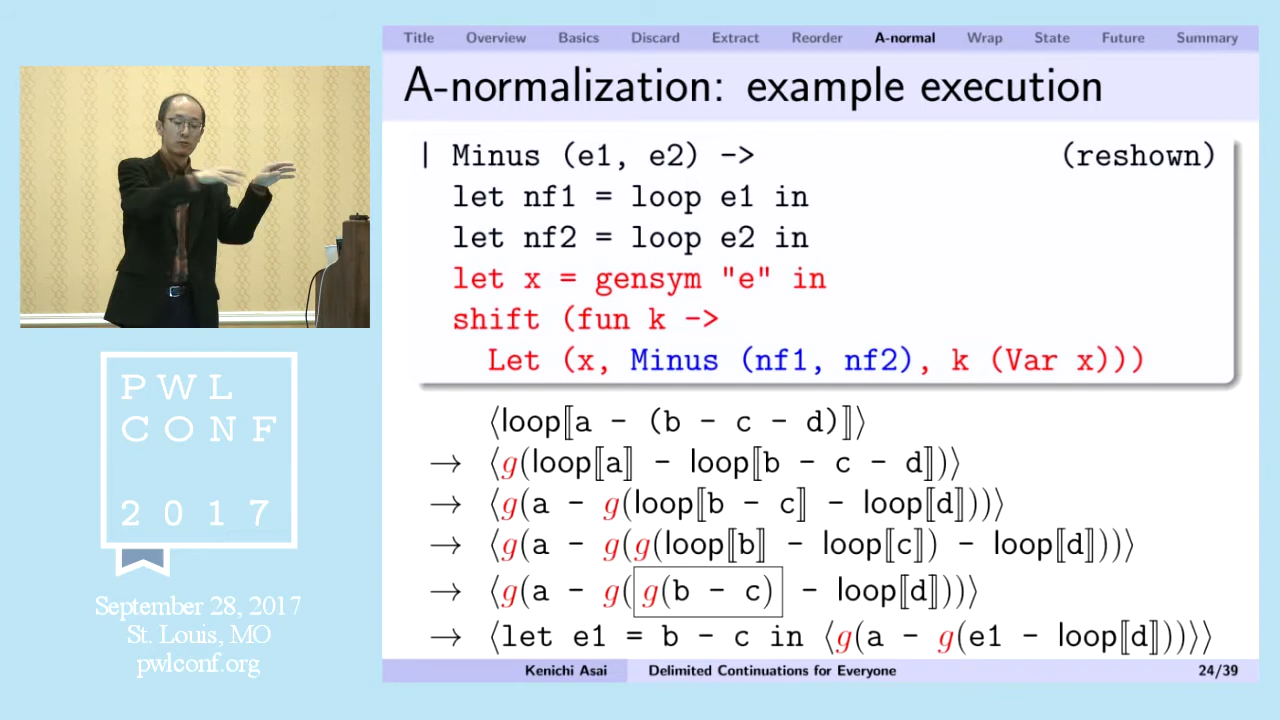 Title Overview Basics Discard Extract Reorder A-normal Wrap State Future Summary
A-normalization: example execution
| Minus (e1, e2) -> (reshown)
let nf1 = loop e1 in
let nf2 = loop e2 in
let x = gensym "e" in
shift (fun k ->
Let (x, Minus (nf1, nf2), k (Var x)))
⟨loop⟦a - (b - c - d)⟧⟩
→ ⟨g(loop⟦a⟧ - loop⟦b - c - d⟧)⟩
→ ⟨g(a - g(loop⟦b - c⟧ - loop⟦d⟧))⟩
→ ⟨g(a - g(g(loop⟦b⟧ - loop⟦c⟧) - loop⟦d⟧))⟩
→ ⟨g(a - g(g(b - c) - loop⟦d⟧))⟩
→ ⟨let e1 = b - c in ⟨g(a - g(e1 - loop⟦d⟧))⟩⟩
Kenichi Asai Delimited Continuations for Everyone 24/39
PWL
CONF
2017
September 28, 2017
St. Louis, MO
pwlconf.org